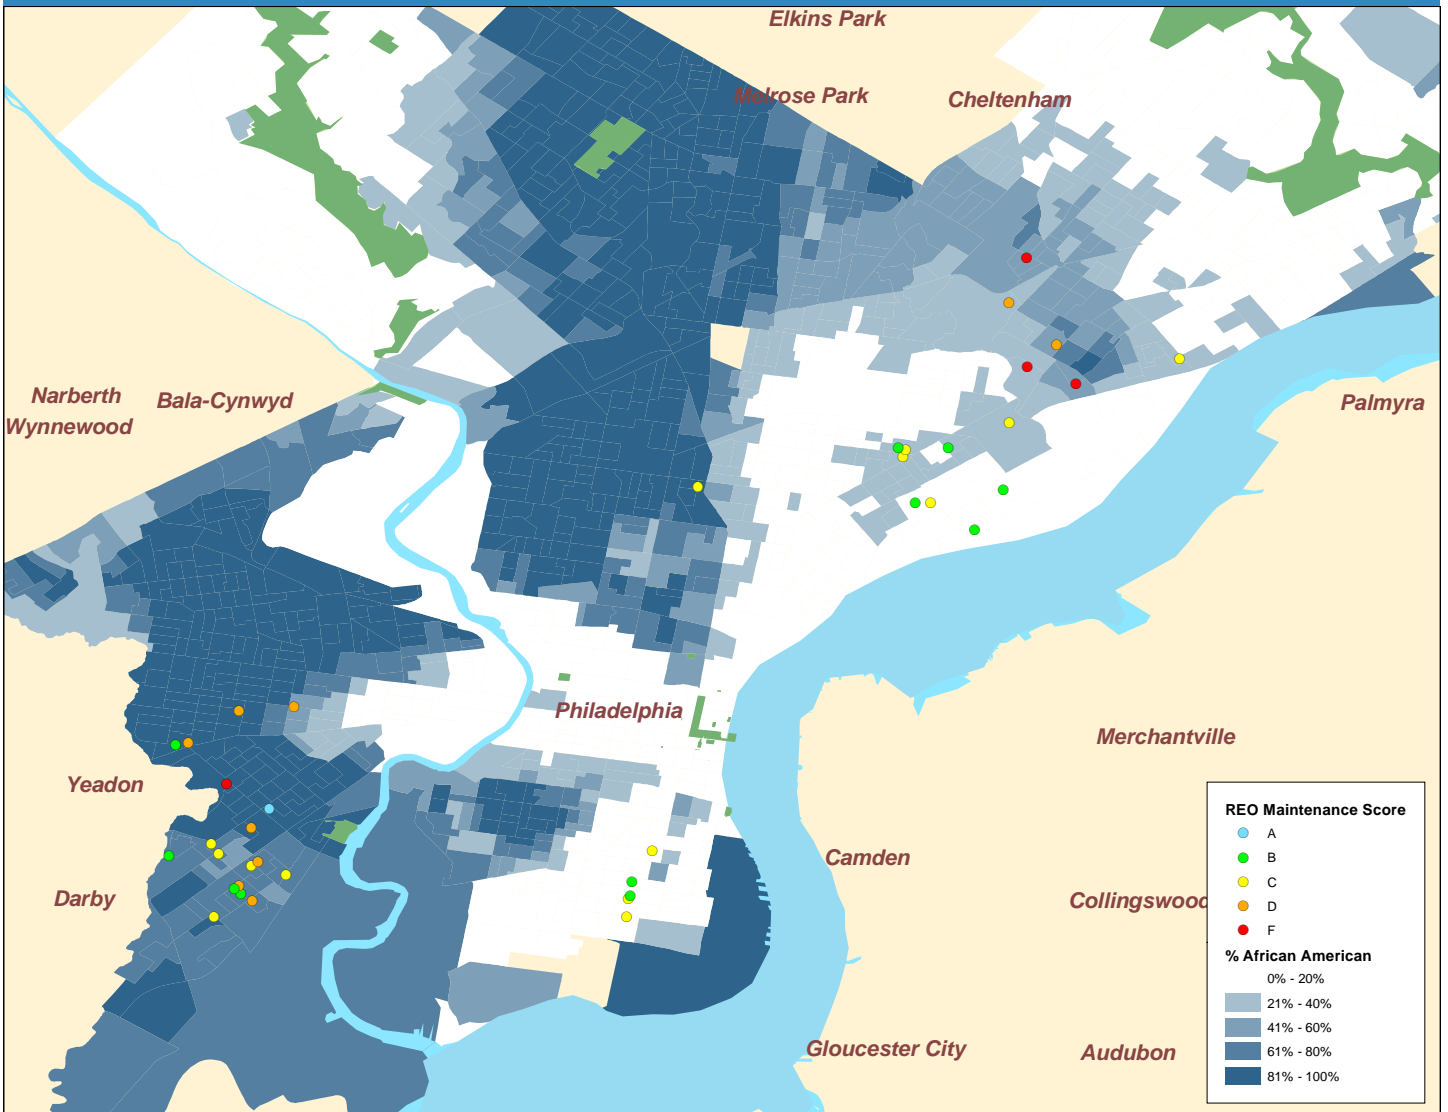 Elkins Park
Melrose Park
Cheltenham
Narberth
Bala-Cynwyd
Wynnewood
Palmyra
Philadelphia
Merchantville
Yeadon
Camden
Darby
Collingswood
Gloucester City
Audubon
REO Maintenance Score
A
B
C
D
F
% African American
0% - 20%
21% - 40%
41% - 60%
61% - 80%
81% - 100%